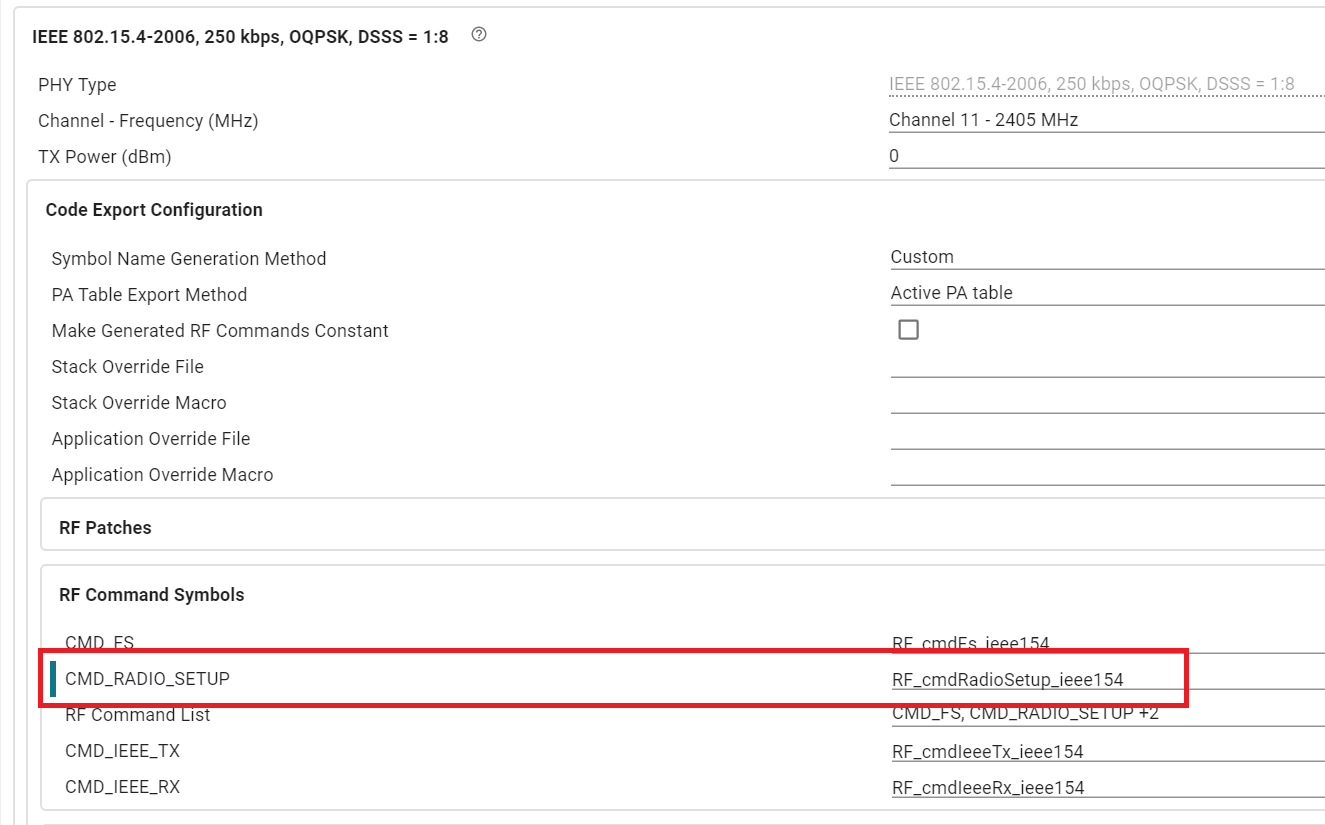 IEEE 802.15.4-2006, 250 kbps, OQPSK, DSSS = 1:8 ?
PHY Type IEEE 802.15.4-2006, 250 kbps, OQPSK, DSSS = 1:8
Channel - Frequency (MHz) Channel 11 - 2405 MHz
TX Power (dBm) 0
Code Export Configuration
Symbol Name Generation Method Custom
PA Table Export Method Active PA table
Make Generated RF Commands Constant
Stack Override File
Stack Override Macro
Application Override File
Application Override Macro
RF Patches
RF Command Symbols
CMD_FS RF_cmdFs_ieee154
CMD_RADIO_SETUP RF_cmdRadioSetup_ieee154
RF Command List CMD_FS, CMD_RADIO_SETUP +2
CMD_IEEE_TX RF_cmdIeeeTx_ieee154
CMD_IEEE_RX RF_cmdIeeeRx_ieee154